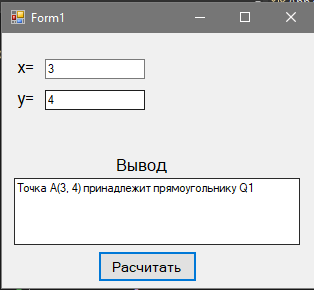 Form1
x= 3
y= 4
Вывод
Точка A(3, 4) принадлежит прямоугольнику Q1
Расчитать